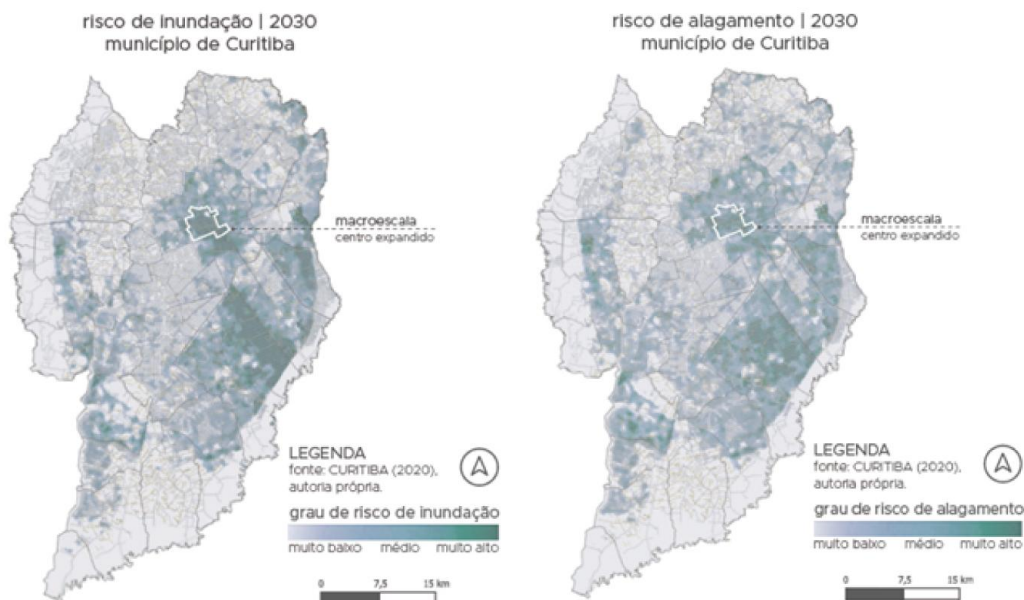 risco de inundação | 2030
município de Curitiba
macroescala
centro expandido
LEGENDA
fonte: CURITIBA (2020),
autoria própria.
grau de risco de inundação
muito baixo médio muito alto
0 7,5 15 km
risco de alagamento | 2030
município de Curitiba
macroescala
centro expandido
LEGENDA
fonte: CURITIBA (2020),
autoria própria.
grau de risco de alagamento
muito baixo médio muito alto
0 7,5 15 km